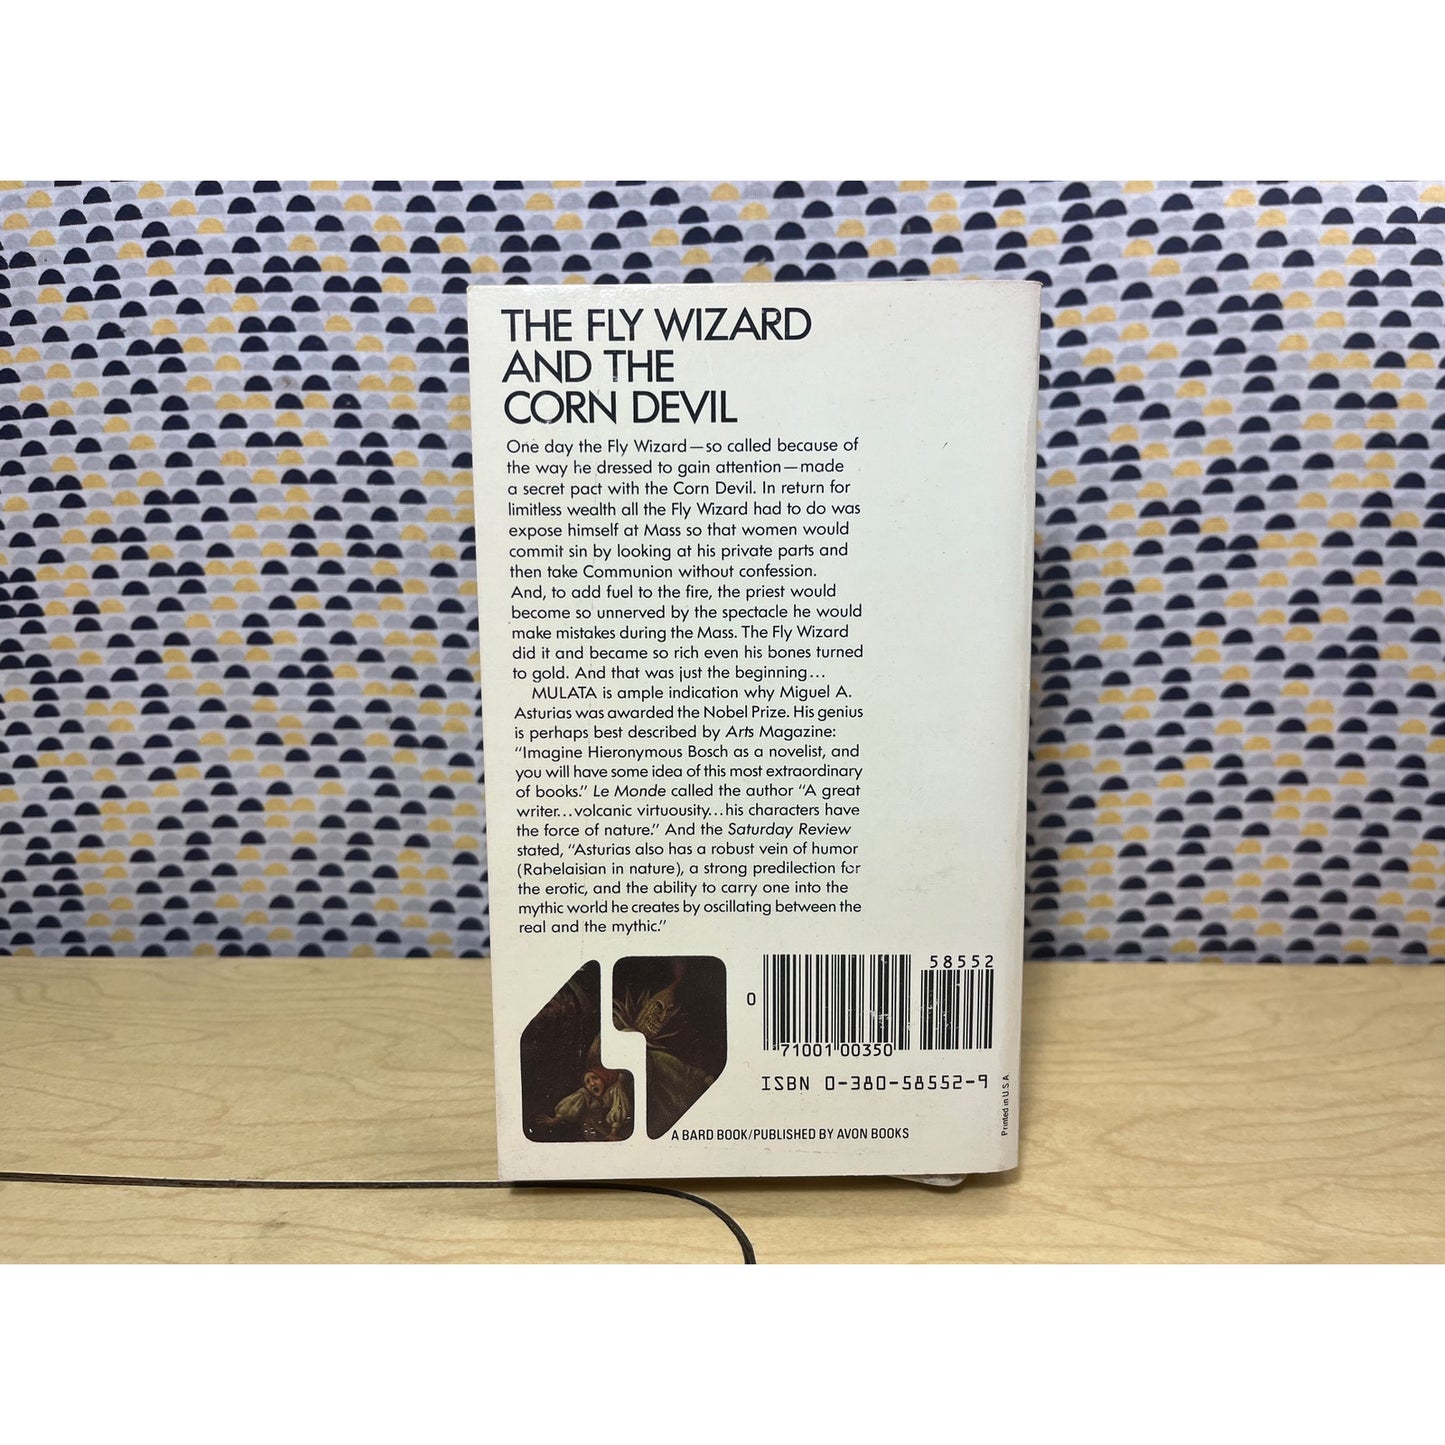 THE FLY WIZARD
AND THE
CORN DEVIL
One day the Fly Wizard—so called because of
the way he dressed to gain attention—made
a secret pact with the Corn Devil. In return for
limitless wealth all the Fly Wizard had to do was
expose himself at Mass so that women would
commit sin by looking at his private parts and
then take Communion without confession.
And, to add fuel to the fire, the priest would
become so unnerved by the spectacle he would
make mistakes during the Mass. The Fly Wizard
did it and became so rich even his bones turned
to gold. And that was just the beginning...
MULATA is ample indication why Miguel A.
Asturias was awarded the Nobel Prize. His genius
is perhaps best described by Arts Magazine:
"Imagine Hieronymous Bosch as a novelist, and
you will have some idea of this most extraordinary
of books." Le Monde called the author "A great
writer...volcanic virtuousity...his characters have
the force of nature." And the Saturday Review
stated, "Asturias also has a robust vein of humor
(Rahelaisian in nature), a strong predilection for
the erotic, and the ability to carry one into the
mythic world he creates by oscillating between the
real and the mythic."
58552
0
71001 00350
ISBN 0-380-58552-9
Printed in U.S.A.
A BARD BOOK/PUBLISHED BY AVON BOOKS